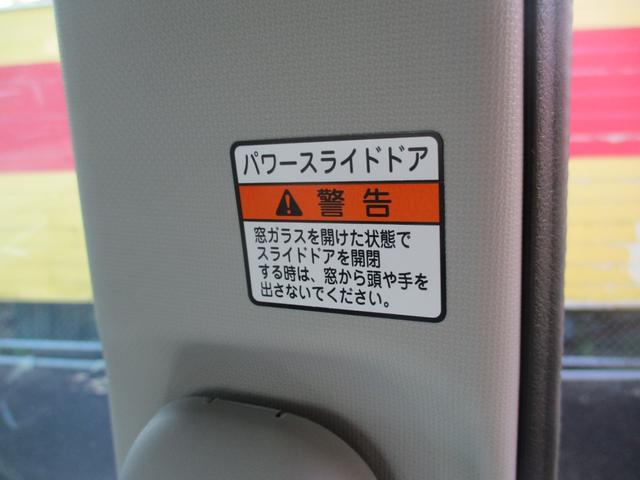 パワースライドドア
警告
窓ガラスを開けた状態で
スライドドアを開閉
する時は、窓から頭や手を
出さないでください。